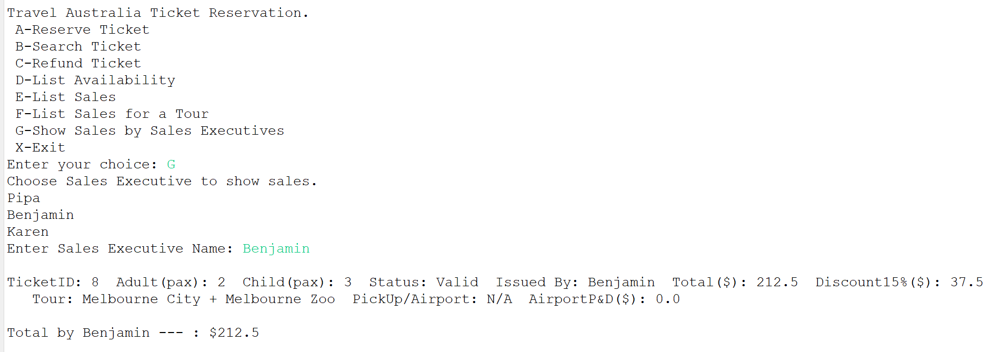 Travel Australia Ticket Reservation.
A-Reserve Ticket
B-Search Ticket
C-Refund Ticket
D-List Availability
E-List Sales
F-List Sales for a Tour
G-Show Sales by Sales Executives
X-Exit
Enter your choice: G
Choose Sales Executive to show sales.
Pipa
Benjamin
Karen
Enter Sales Executive Name: Benjamin
TicketID: 8  Adult(pax): 2  Child(pax): 3  Status: Valid  Issued By: Benjamin  Total($): 212.5  Discount15%($): 37.5
Tour: Melbourne City + Melbourne Zoo  PickUp/Airport: N/A  AirportP&D($): 0.0
Total by Benjamin --- : $212.5